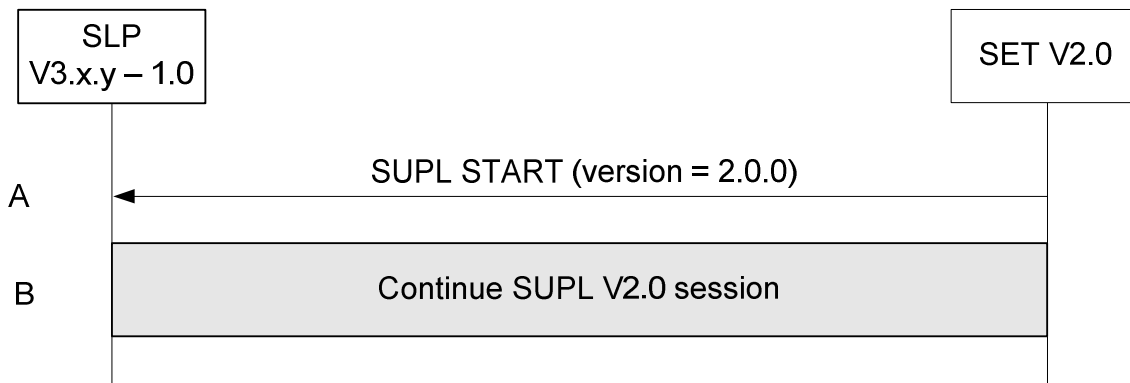 SLP
V3.x.y – 1.0
SET V2.0
SUPL START (version = 2.0.0)
A
Continue SUPL V2.0 session
B